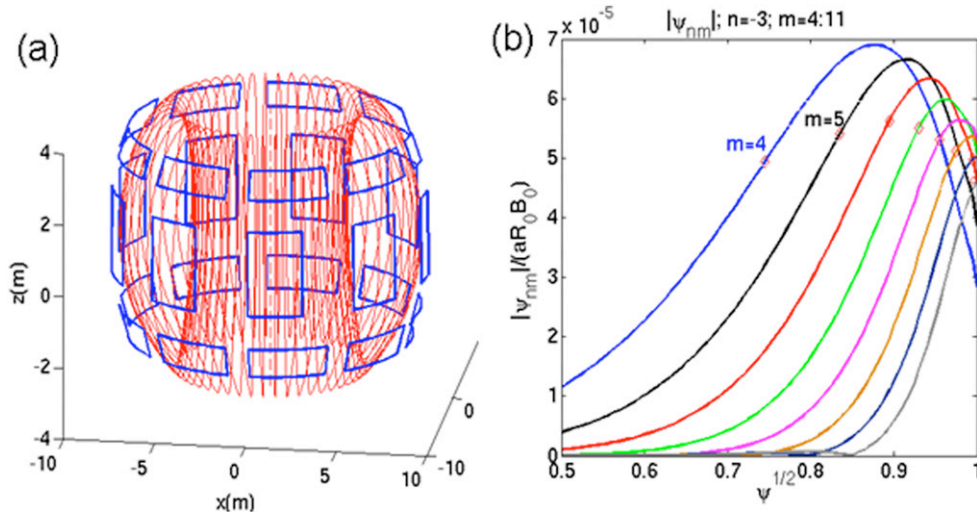 (a)
4
2
z(m)
0
-2
-4
-10
-5
0
5
10
x(m)
-10
0
(b)
x 10⁻⁵
|ψnm|; n=-3; m=4:11
7
6
5
4
3
2
1
0
|ψnm|/(aR₀B₀)
m=4
m=5
0.5
0.6
0.7
0.8
0.9
1
ψ^1/2